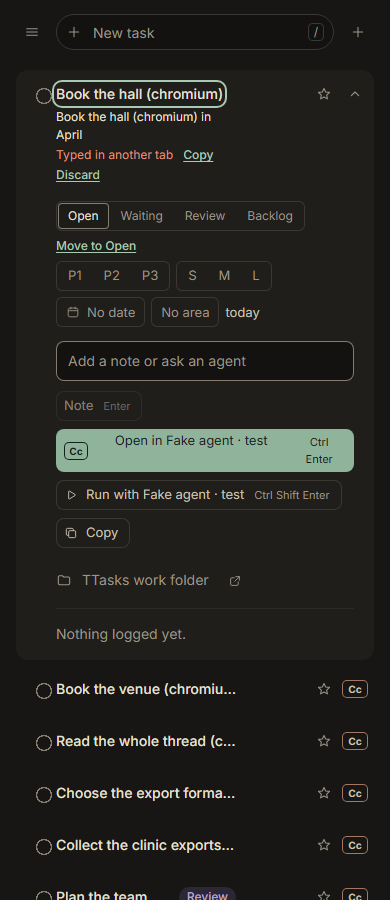 New task /
Book the hall (chromium)
Book the hall (chromium) in
April
Typed in another tab Copy
Discard
Open Waiting Review Backlog
Move to Open
P1 P2 P3 S M L
No date No area today
Add a note or ask an agent
Note Enter
Cc Open in Fake agent · test Ctrl
Enter
Run with Fake agent · test Ctrl Shift Enter
Copy
TTasks work folder
Nothing logged yet.
Book the venue (chromiu... Cc
Read the whole thread (c... Cc
Choose the export forma... Cc
Collect the clinic exports... Cc
Plan the team Review Cc